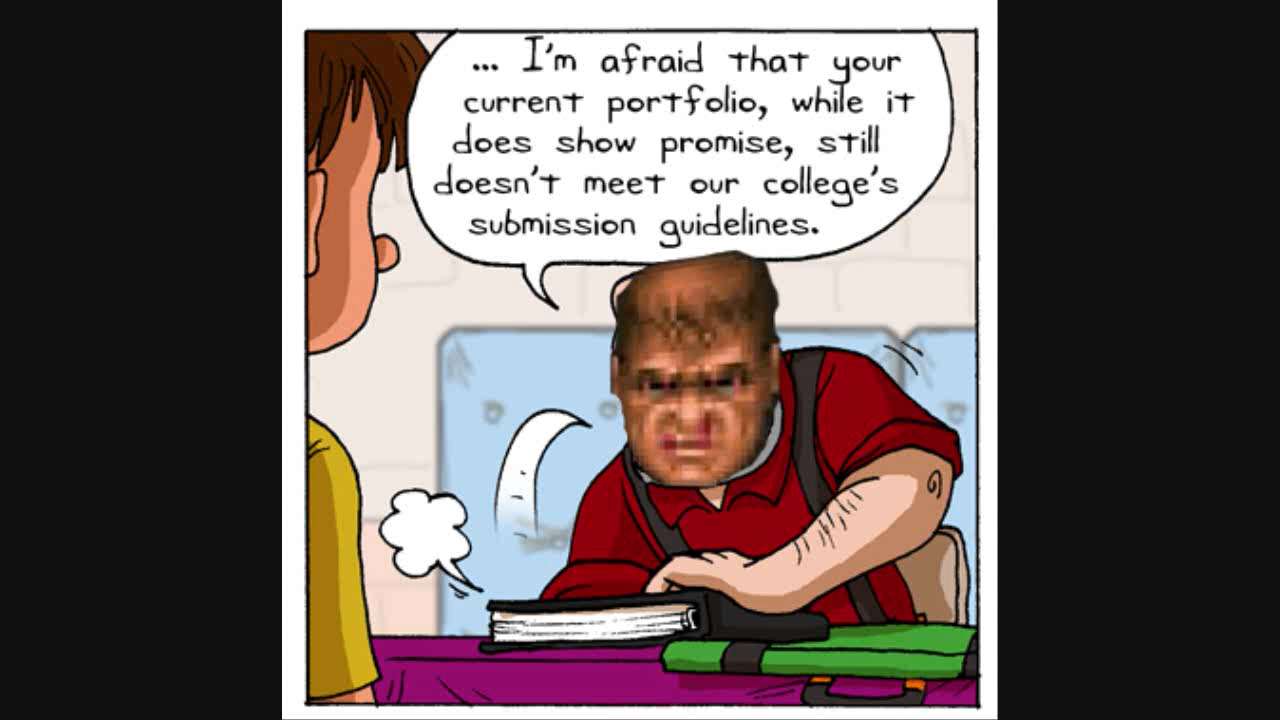 ... I'm afraid that your
current portfolio, while it
does show promise, still
doesn't meet our college's
submission guidelines.